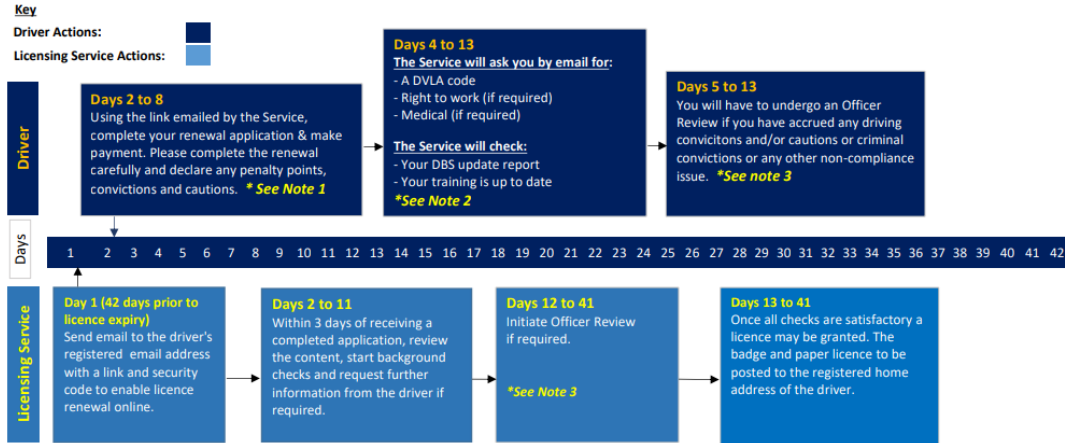 Key
Driver Actions:
Licensing Service Actions:
Driver
Days 2 to 8
Using the link emailed by the Service,
complete your renewal application & make
payment. Please complete the renewal
carefully and declare any penalty points,
convictions and cautions. * See Note 1
Days 4 to 13
The Service will ask you by email for:
- A DVLA code
- Right to work (if required)
- Medical (if required)
The Service will check:
- Your DBS update report
- Your training is up to date
*See Note 2
Days 5 to 13
You will have to undergo an Officer
Review if you have accrued any driving
convicitons and/or cautions or criminal
convictions or any other non-compliance
issue. *See note 3
Days
1 2 3 4 5 6 7 8 9 10 11 12 13 14 15 16 17 18 19 20 21 22 23 24 25 26 27 28 29 30 31 32 33 34 35 36 37 38 39 40 41 42
Licensing Service
Day 1 (42 days prior to
licence expiry)
Send email to the driver's
registered email address
with a link and security
code to enable licence
renewal online.
Days 2 to 11
Within 3 days of receiving a
completed application, review
the content, start background
checks and request further
information from the driver if
required.
Days 12 to 41
Initiate Officer Review
if required.
*See Note 3
Days 13 to 41
Once all checks are satisfactory a
licence may be granted. The
badge and paper licence to be
posted to the registered home
address of the driver.